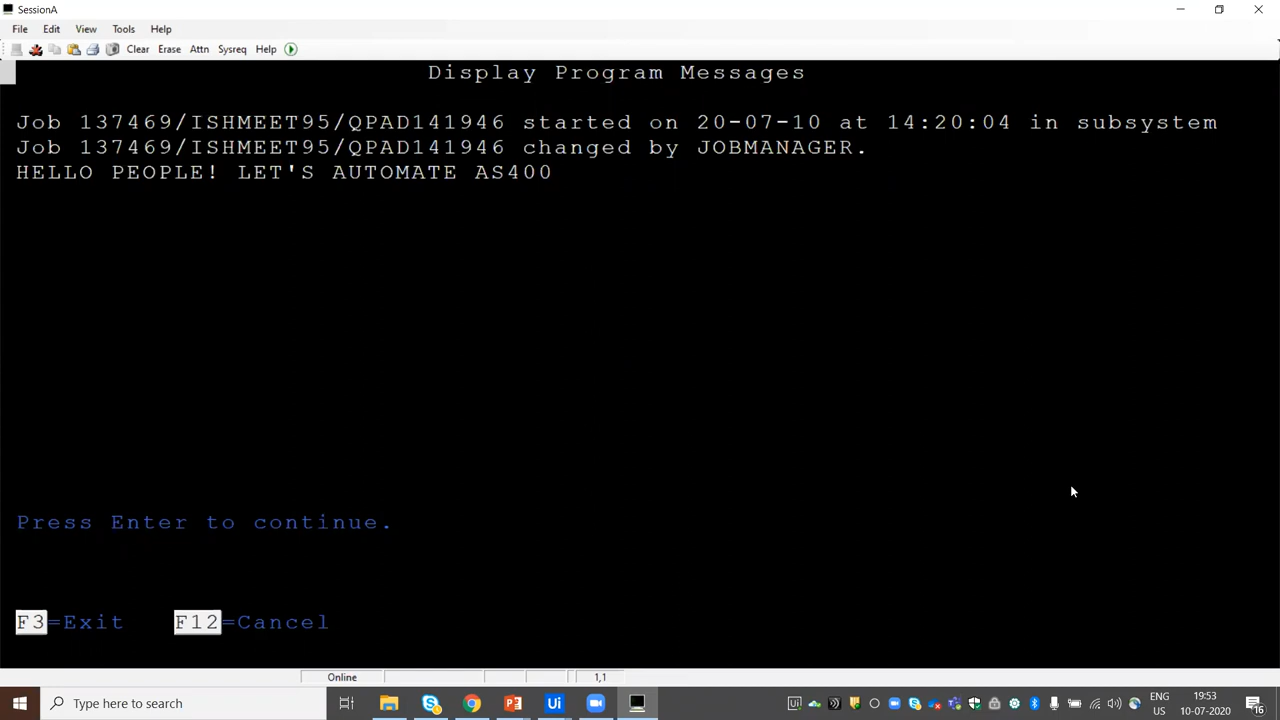 SessionA
File Edit View Tools Help
Clear Erase Attn Sysreq Help
Display Program Messages
Job 137469/ISHMEET95/QPAD141946 started on 20-07-10 at 14:20:04 in subsystem
Job 137469/ISHMEET95/QPAD141946 changed by JOBMANAGER.
HELLO PEOPLE! LET'S AUTOMATE AS400
Press Enter to continue.
F3=Exit F12=Cancel
Online 1,1
Type here to search
Ui
ENG 19:53
US 10-07-2020
16